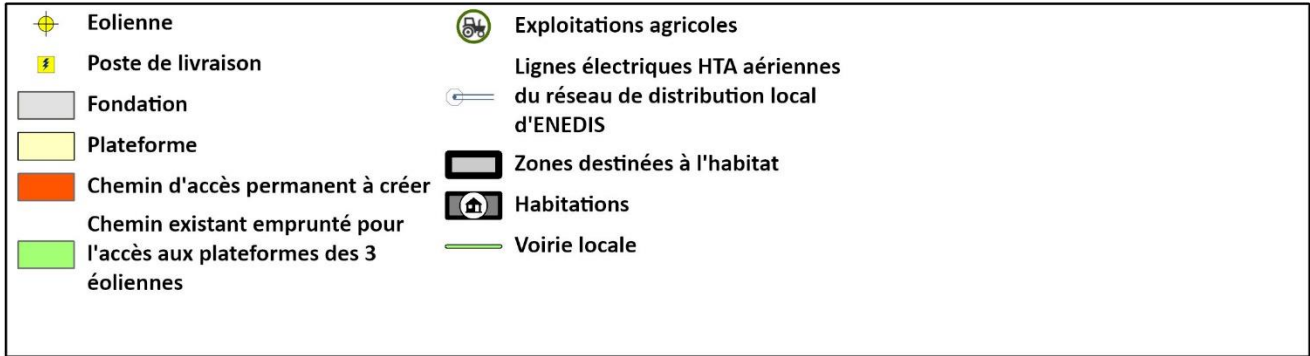 Eolienne
Poste de livraison
Fondation
Plateforme
Chemin d'accès permanent à créer
Chemin existant emprunté pour
l'accès aux plateformes des 3
éoliennes
Exploitations agricoles
Lignes électriques HTA aériennes
du réseau de distribution local
d'ENEDIS
Zones destinées à l'habitat
Habitations
Voirie locale